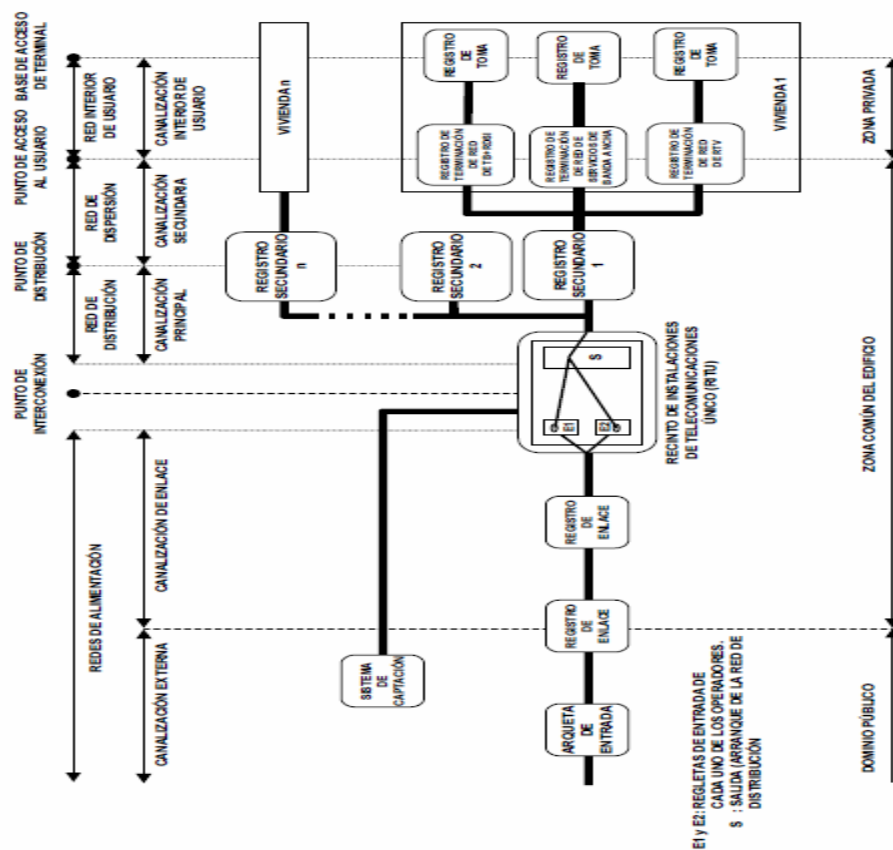 PUNTO DE
INTERCONEXIÓN
PUNTO DE
DISTRIBUCIÓN
PUNTO DE ACCESO
AL USUARIO
BASE DE ACCESO
DE TERMINAL
REDES DE ALIMENTACIÓN
RED DE
DISTRIBUCIÓN
RED DE
DISPERSIÓN
RED INTERIOR
DE USUARIO
CANALIZACIÓN EXTERNA
CANALIZACIÓN DE ENLACE
CANALIZACIÓN
PRINCIPAL
CANALIZACIÓN
SECUNDARIA
CANALIZACIÓN
INTERIOR DE
USUARIO
REGISTRO
SECUNDARIO
n
VIVIENDA n
SISTEMA
DE
CAPTACIÓN
REGISTRO
SECUNDARIO
2
REGISTRO DE
TERMINACIÓN
DE RED
DE TB+RDSI
REGISTRO
DE
TOMA
ARQUETA
DE
ENTRADA
REGISTRO
DE
ENLACE
REGISTRO
DE
ENLACE
E1
E2
S
REGISTRO
SECUNDARIO
1
REGISTRO DE
TERMINACIÓN
DE RED DE
SERVICIOS DE
BANDA ANCHA
REGISTRO
DE
TOMA
REGISTRO DE
TERMINACIÓN
DE RED
DE RTV
REGISTRO
DE
TOMA
RECINTO DE INSTALACIONES
DE TELECOMUNICACIONES
ÚNICO (RITU)
VIVIENDA 1
E1 y E2: REGLETAS DE ENTRADA DE
CADA UNO DE LOS OPERADORES.
S : SALIDA (ARRANQUE DE LA RED DE
DISTRIBUCIÓN
DOMINIO PÚBLICO
ZONA COMÚN DEL EDIFICIO
ZONA PRIVADA